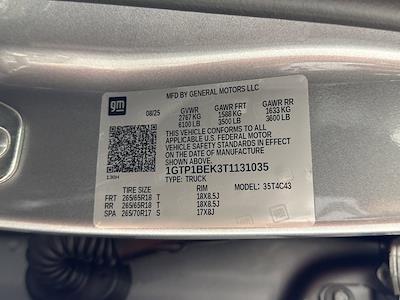 MFD BY GENERAL MOTORS LLC
gm
08/25 GVWR GAWR FRT GAWR RR
2767 KG 1588 KG 1633 KG
6100 LB 3500 LB 3600 LB
THIS VEHICLE CONFORMS TO ALL
APPLICABLE U.S. FEDERAL MOTOR
VEHICLE SAFETY STANDARDS IN EFFECT
ON THE DATE OF MANUFACTURE
SHOWN ABOVE.
1GTP1BEK3T1131035
TYPE: TRUCK
MODEL: 35T4C43
TIRE SIZE RIM
FRT 265/65R18 T 18X8.5J
RR 265/65R18 T 18X8.5J
SPA 265/70R17 S 17X8J